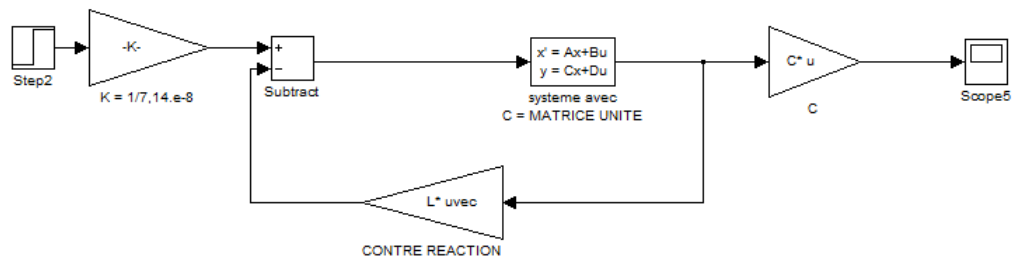 -K-
Step2
K = 1/7,14.e-8
+
−
Subtract
x' = Ax+Bu
y = Cx+Du
systeme avec
C = MATRICE UNITE
C* u
C
Scope5
L* uvec
CONTRE REACTION